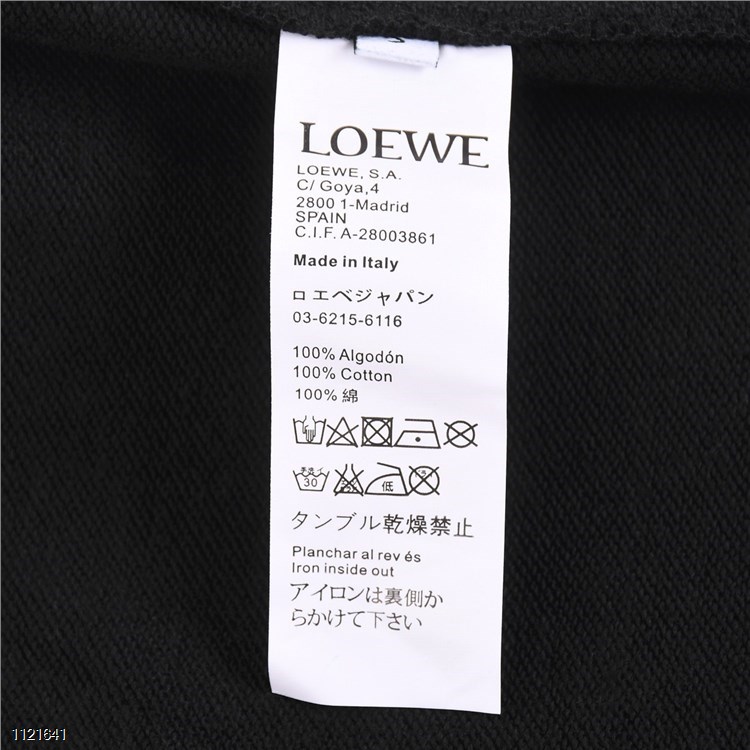 LOEWE
LOEWE, S.A.
C/ Goya,4
2800 1-Madrid
SPAIN
C.I.F. A-28003861
Made in Italy
ロエベジャパン
03-6215-6116
100% Algodón
100% Cotton
100% 綿
30
低
タンブル乾燥禁止
Planchar al rev és
Iron inside out
アイロンは裏側か
らかけて下さい
1121641